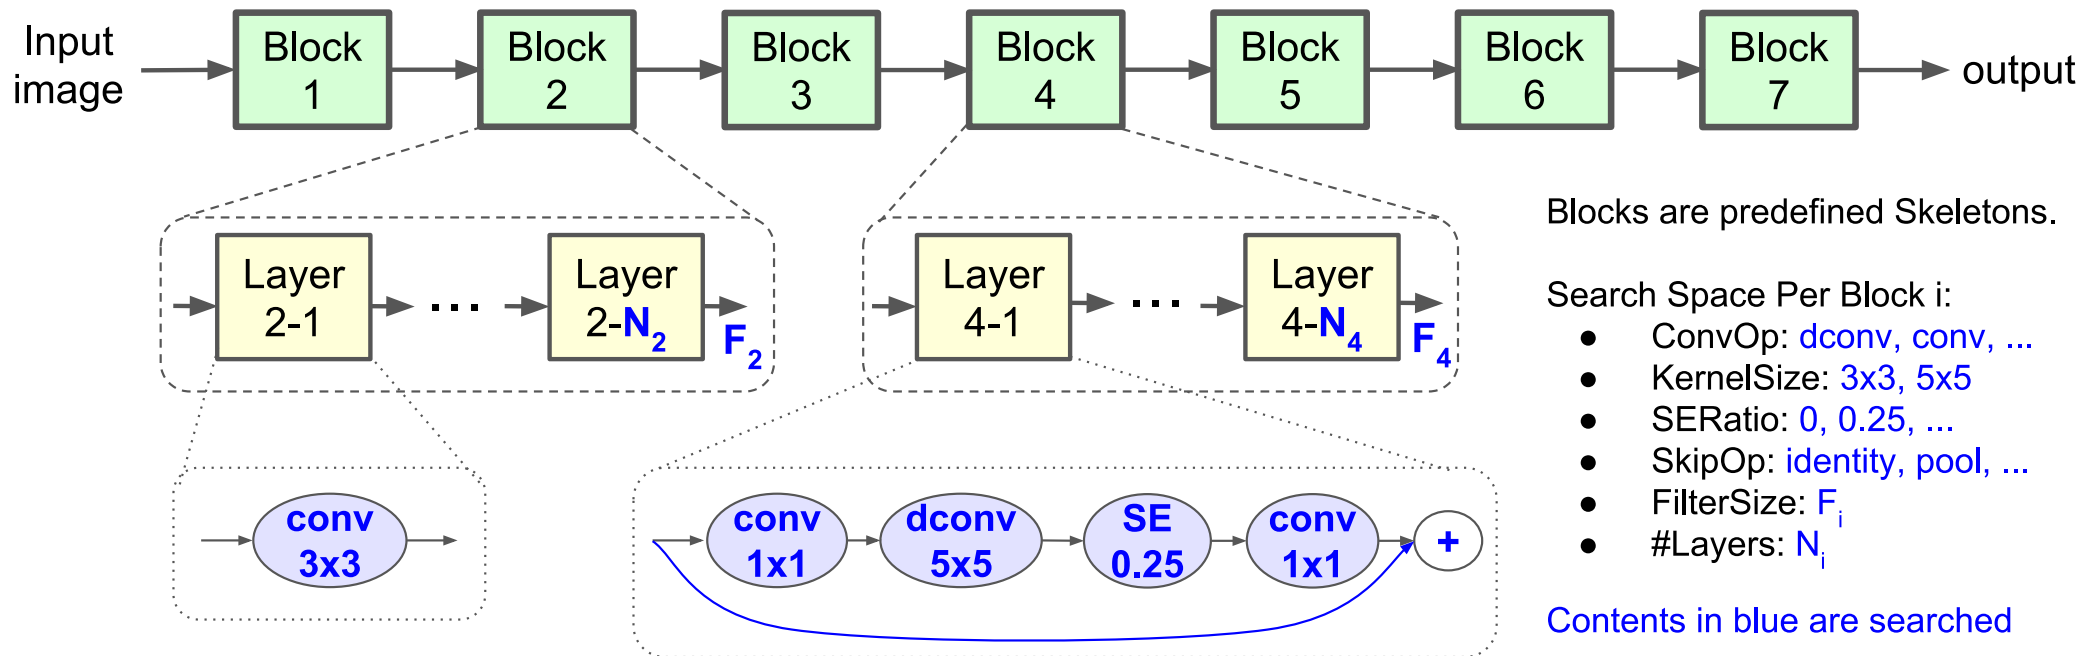 Input
image
Block
1
Block
2
Block
3
Block
4
Block
5
Block
6
Block
7
output
Layer
2-1
...
Layer
2-N2
F2
Layer
4-1
...
Layer
4-N4
F4
conv
3x3
conv
1x1
dconv
5x5
SE
0.25
conv
1x1
+
Blocks are predefined Skeletons.
Search Space Per Block i:
● ConvOp: dconv, conv, ...
● KernelSize: 3x3, 5x5
● SERatio: 0, 0.25, ...
● SkipOp: identity, pool, ...
● FilterSize: Fi
● #Layers: Ni
Contents in blue are searched